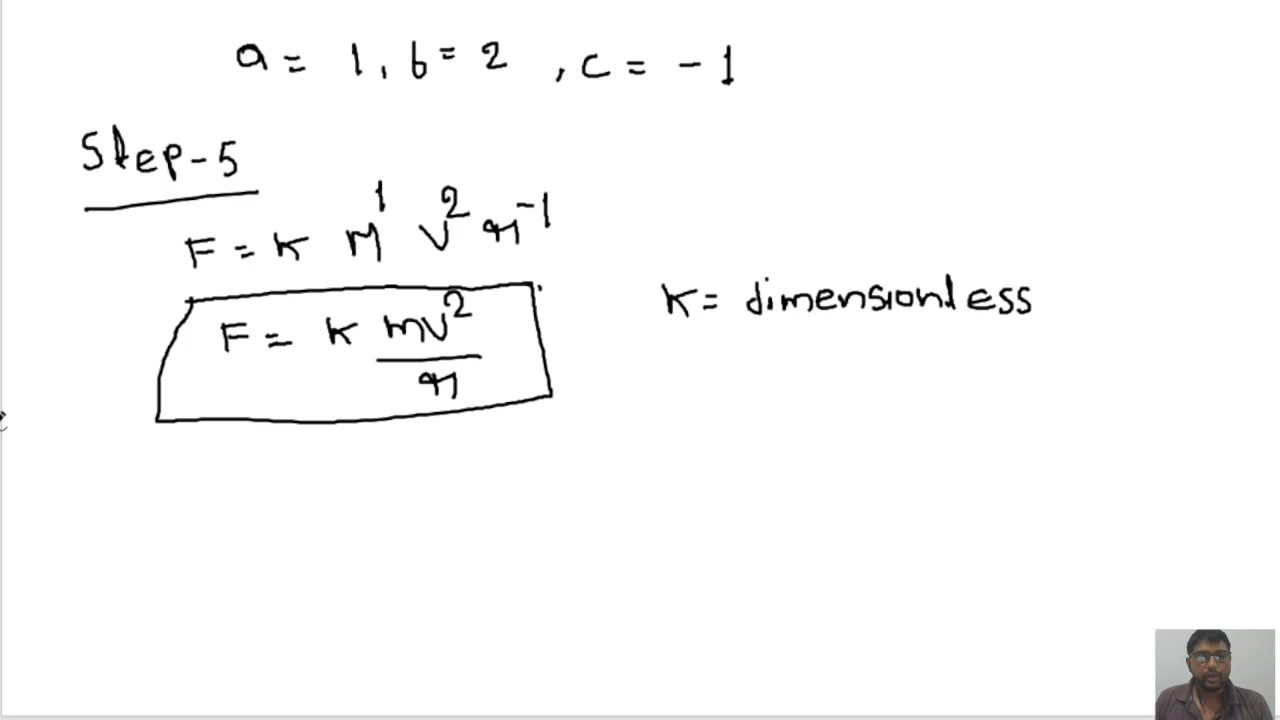 a = 1, b = 2, c = -1
Step-5
F = K M¹ V² r⁻¹
F = K mv²/r
K = dimensionless